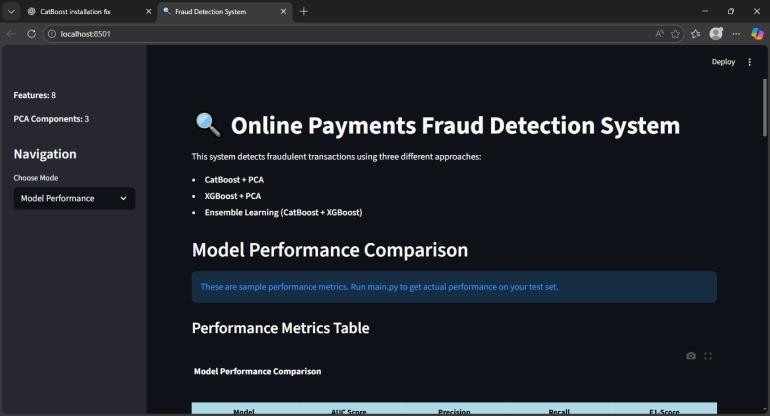 CatBoost installation fix
Fraud Detection System
localhost:8501
Deploy
Features: 8
PCA Components: 3
Navigation
Choose Mode
Model Performance
Online Payments Fraud Detection System
This system detects fraudulent transactions using three different approaches:
• CatBoost + PCA
• XGBoost + PCA
• Ensemble Learning (CatBoost + XGBoost)
Model Performance Comparison
These are sample performance metrics. Run main.py to get actual performance on your test set.
Performance Metrics Table
Model Performance Comparison
Model AUC Score Precision Recall F1-Score